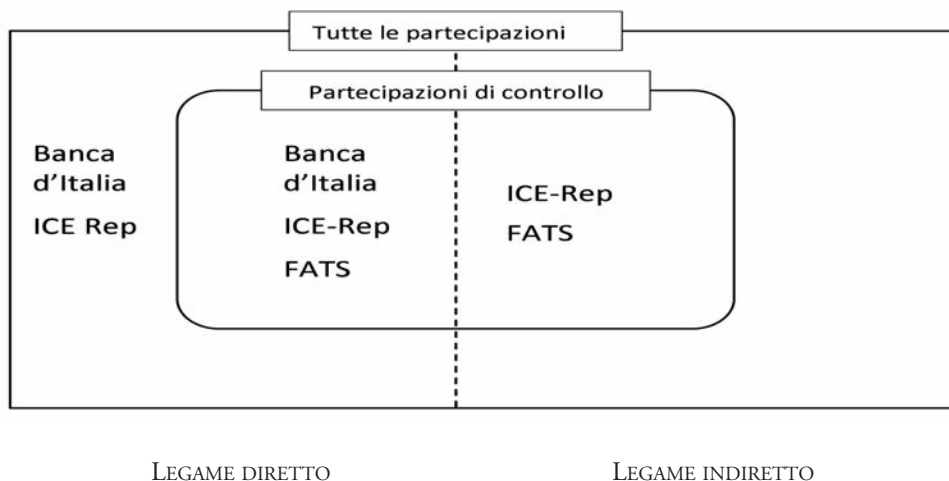 Tutte le partecipazioni
Partecipazioni di controllo
Banca
d'Italia
ICE Rep
Banca
d'Italia
ICE-Rep
FATS
ICE-Rep
FATS
LEGAME DIRETTO
LEGAME INDIRETTO